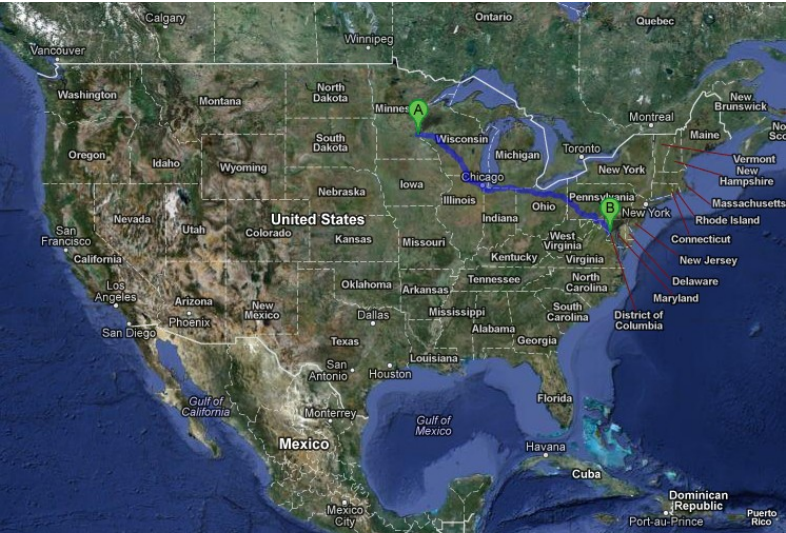 Calgary
Ontario
Quebec
Winnipeg
Vancouver
Washington
Montana
North
Dakota
Minnes
A
New
Brunswick
Montreal
No
Sco
Maine
Oregon
Idaho
Wyoming
South
Dakota
Wisconsin
Michigan
Toronto
New York
Vermont
New
Hampshire
Massachusetts
Rhode Island
Connecticut
New Jersey
Delaware
Maryland
District of
Columbia
Nebraska
Iowa
Chicago
Illinois
Indiana
Ohio
Pennsylvania
B
New York
United States
San
Francisco
Nevada
Utah
Colorado
Kansas
Missouri
West
Virginia
Virginia
Kentucky
California
Los
Angeles
Arizona
Phoenix
New
Mexico
Oklahoma
Arkansas
Tennessee
North
Carolina
South
Carolina
San Diego
Dallas
Texas
Mississippi
Alabama
Georgia
Louisiana
San
Antonio
Houston
Florida
Gulf of
California
Monterrey
Gulf of
Mexico
Mexico
Havana
Cuba
Mexico
City
Dominican
Republic
Port-au-Prince
Puerto
Rico